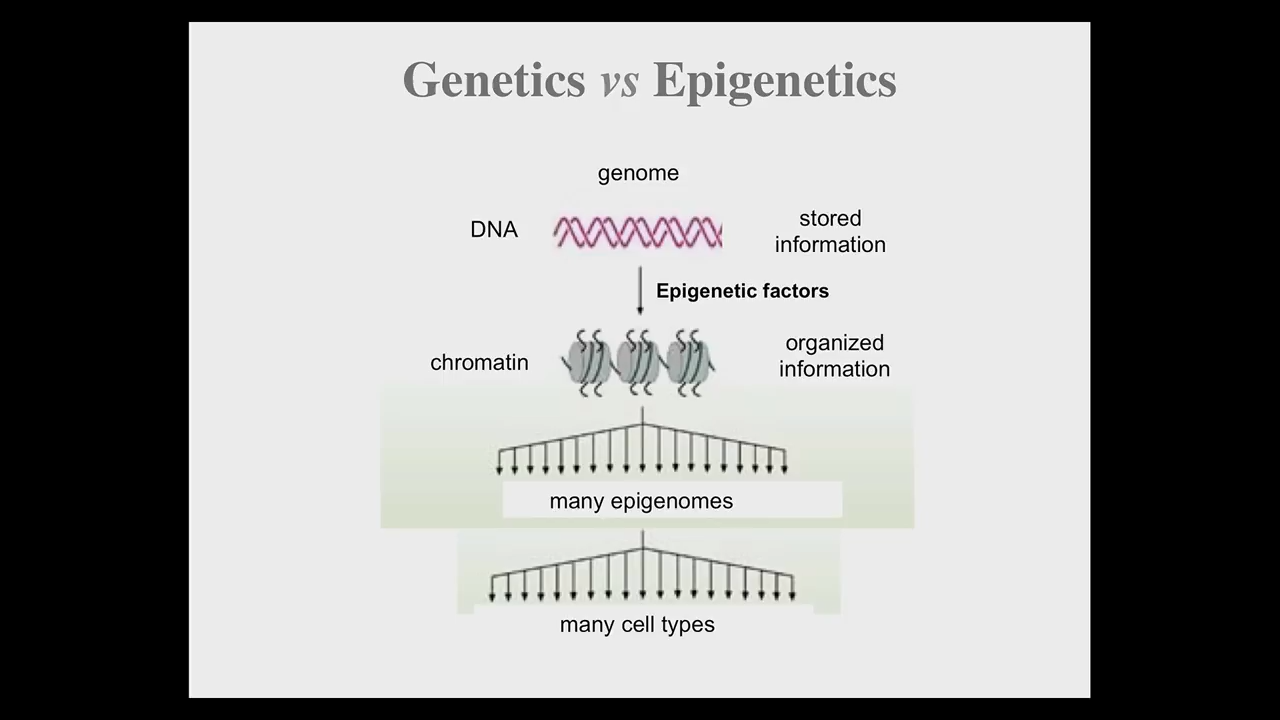 Genetics vs Epigenetics
genome
DNA
stored
information
Epigenetic factors
chromatin
organized
information
many epigenomes
many cell types